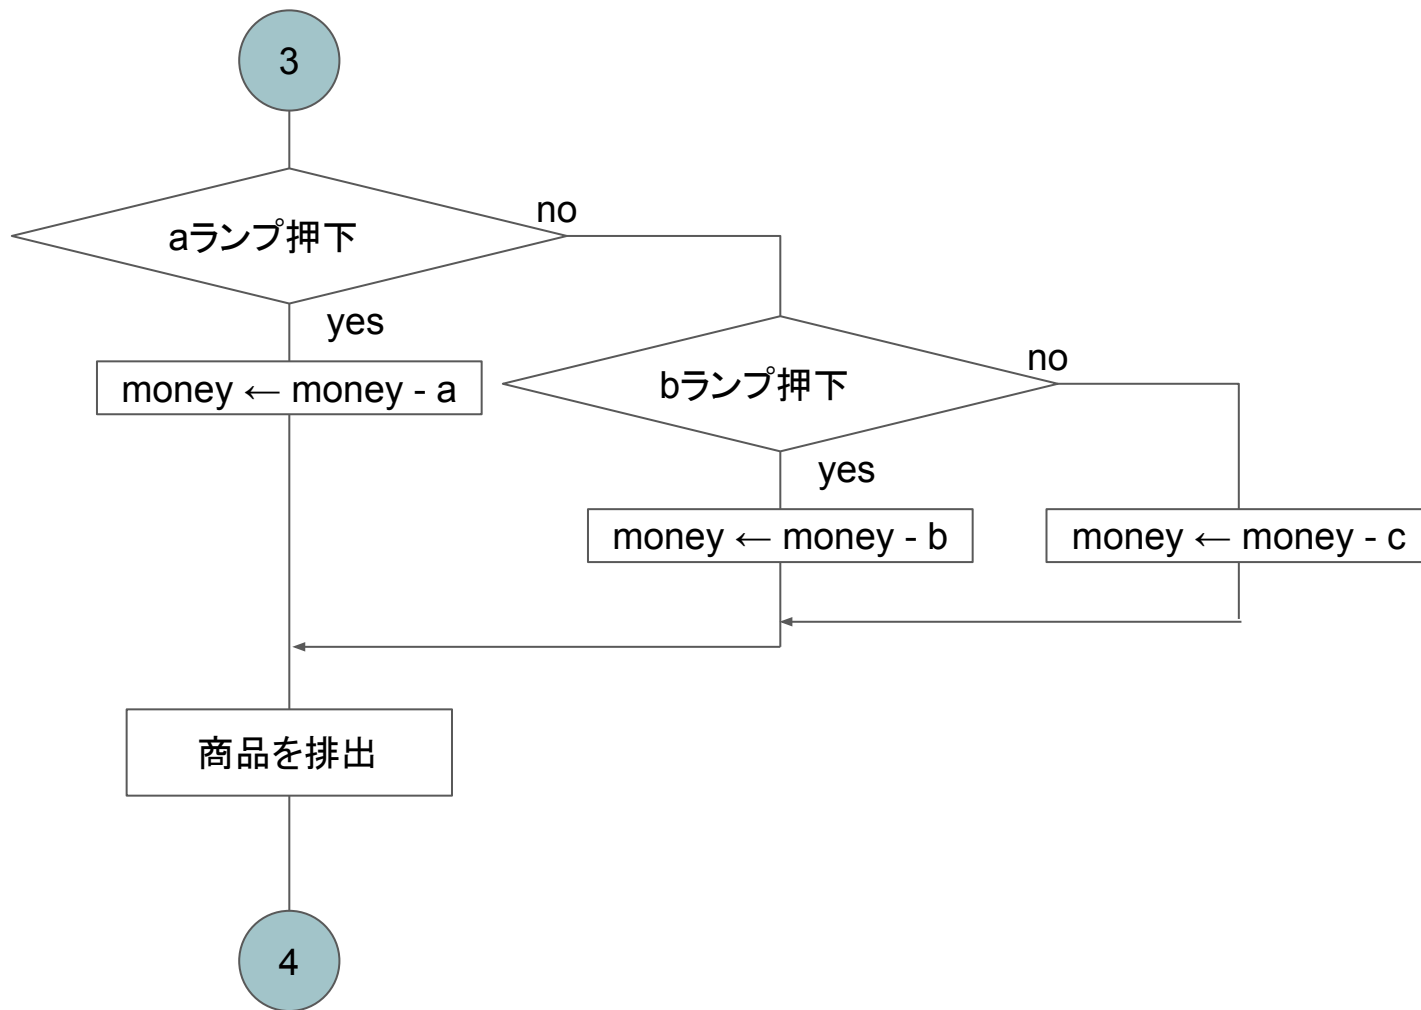 3
aランプ押下
no
yes
money ← money - a
bランプ押下
no
yes
money ← money - b
money ← money - c
商品を排出
4